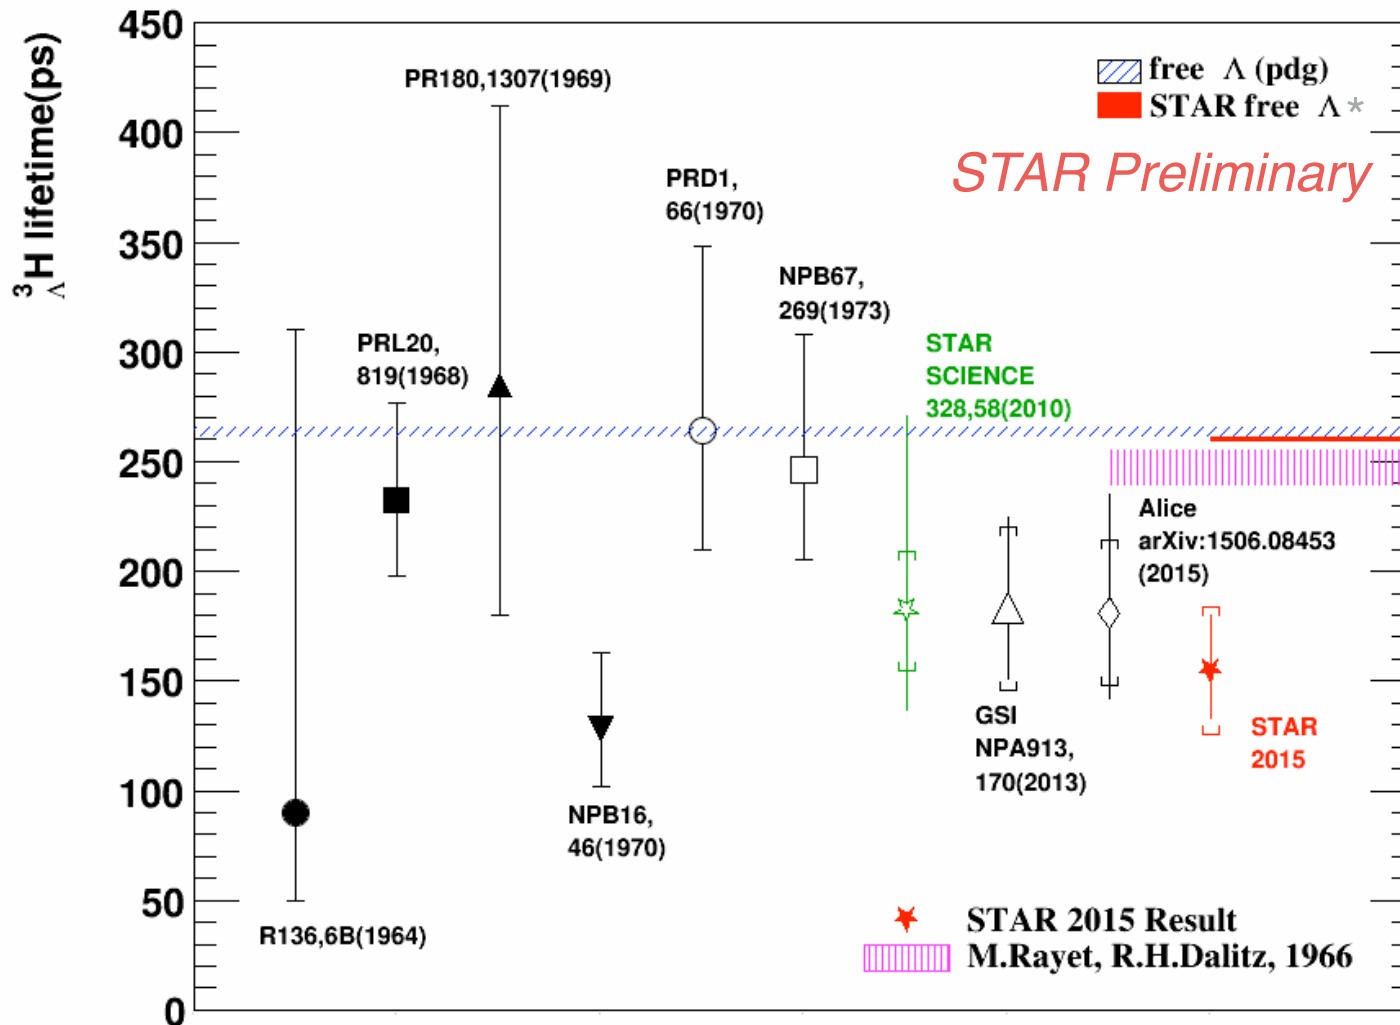 450
400
350
300
250
200
150
100
50
0
3ΛH lifetime(ps)
PR180,1307(1969)
free Λ (pdg)
STAR free Λ *
STAR Preliminary
PRD1,
66(1970)
NPB67,
269(1973)
PRL20,
819(1968)
STAR
SCIENCE
328,58(2010)
Alice
arXiv:1506.08453
(2015)
GSI
NPA913,
170(2013)
STAR
2015
NPB16,
46(1970)
R136,6B(1964)
STAR 2015 Result
M.Rayet, R.H.Dalitz, 1966